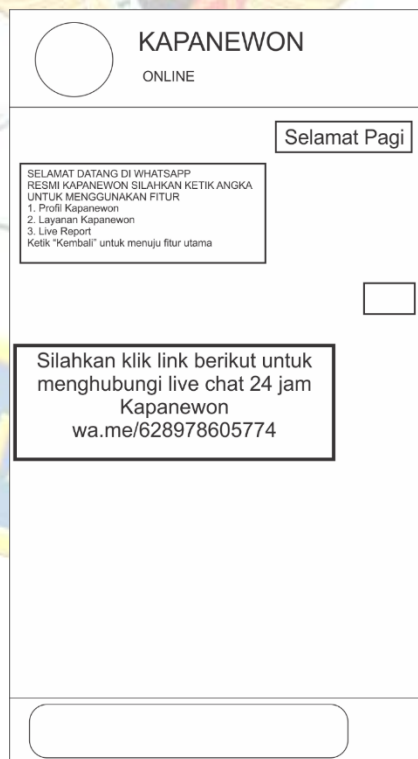 KAPANEWON
ONLINE
Selamat Pagi
SELAMAT DATANG DI WHATSAPP
RESMI KAPANEWON SILAHKAN KETIK ANGKA
UNTUK MENGGUNAKAN FITUR
1. Profil Kapanewon
2. Layanan Kapanewon
3. Live Report
Ketik "Kembali" untuk menuju fitur utama
Silahkan klik link berikut untuk
menghubungi live chat 24 jam
Kapanewon
wa.me/628978605774